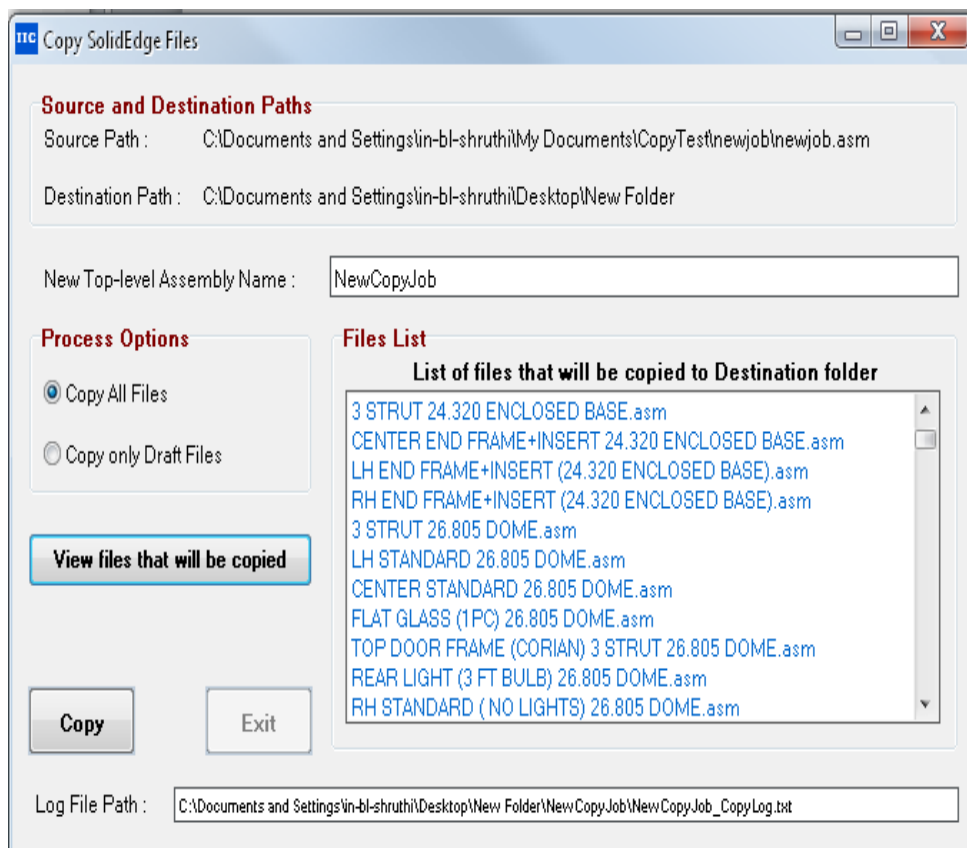 ITC Copy SolidEdge Files
Source and Destination Paths
Source Path : C:\Documents and Settings\in-bl-shruthi\My Documents\CopyTest\newjob\newjob.asm
Destination Path : C:\Documents and Settings\in-bl-shruthi\Desktop\New Folder
New Top-level Assembly Name : NewCopyJob
Process Options
Copy All Files
Copy only Draft Files
View files that will be copied
Files List
List of files that will be copied to Destination folder
3 STRUT 24.320 ENCLOSED BASE.asm
CENTER END FRAME+INSERT 24.320 ENCLOSED BASE.asm
LH END FRAME+INSERT (24.320 ENCLOSED BASE).asm
RH END FRAME+INSERT (24.320 ENCLOSED BASE).asm
3 STRUT 26.805 DOME.asm
LH STANDARD 26.805 DOME.asm
CENTER STANDARD 26.805 DOME.asm
FLAT GLASS (1PC) 26.805 DOME.asm
TOP DOOR FRAME (CORIAN) 3 STRUT 26.805 DOME.asm
REAR LIGHT (3 FT BULB) 26.805 DOME.asm
RH STANDARD ( NO LIGHTS) 26.805 DOME.asm
Copy Exit
Log File Path : C:\Documents and Settings\in-bl-shruthi\Desktop\New Folder\NewCopyJob\NewCopyJob_CopyLog.txt